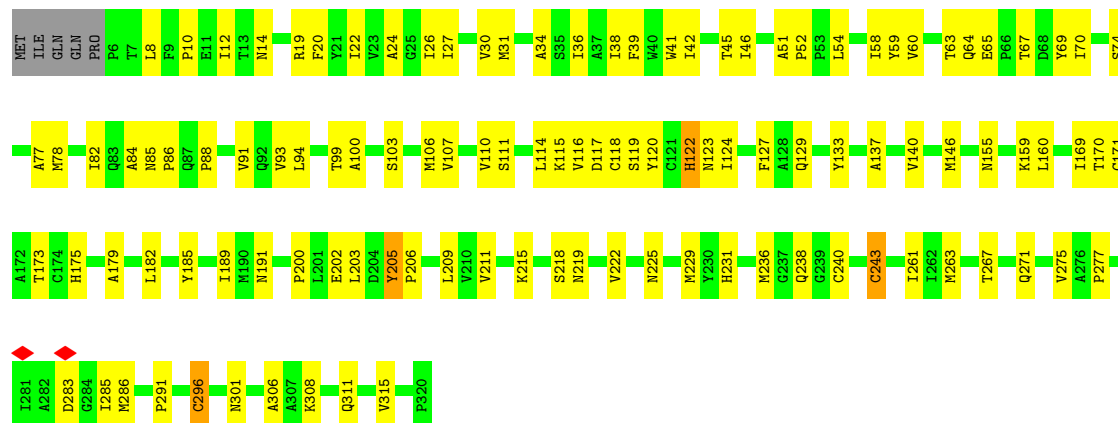 MET ILE GLN GLN PRO P6 T7 L8 F9 P10 E11 I12 T13 N14 R19 F20 Y21 I22 V23 A24 G25 I26 I27 V30 M31 A34 S35 I36 A37 I38 F39 W40 W41 I42 T45 I46 A51 P52 P53 L54 I58 Y59 V60 T63 Q64 E65 P66 T67 D68 Y69 I70 S74
A77 M78 I82 Q83 A84 N85 P86 Q87 P88 V91 Q92 V93 L94 T99 A100 S103 M106 V107 V110 S111 L114 K115 V116 D117 C118 S119 Y120 C121 H122 N123 I124 F127 A128 Q129 Y133 A137 V140 M146 N155 K159 L160 I169 T170 G171
A172 T173 C174 H175 A179 L182 Y185 I189 M190 N191 P200 L201 E202 L203 D204 Y205 P206 L209 V210 V211 K215 S218 N219 V222 N225 M229 Y230 H231 M236 G237 Q238 G239 C240 C243 I261 I262 M263 T267 Q271 V275 A276 P277
I281 A282 D283 G284 I285 M286 P291 C296 N301 A306 A307 K308 Q311 V315 P320